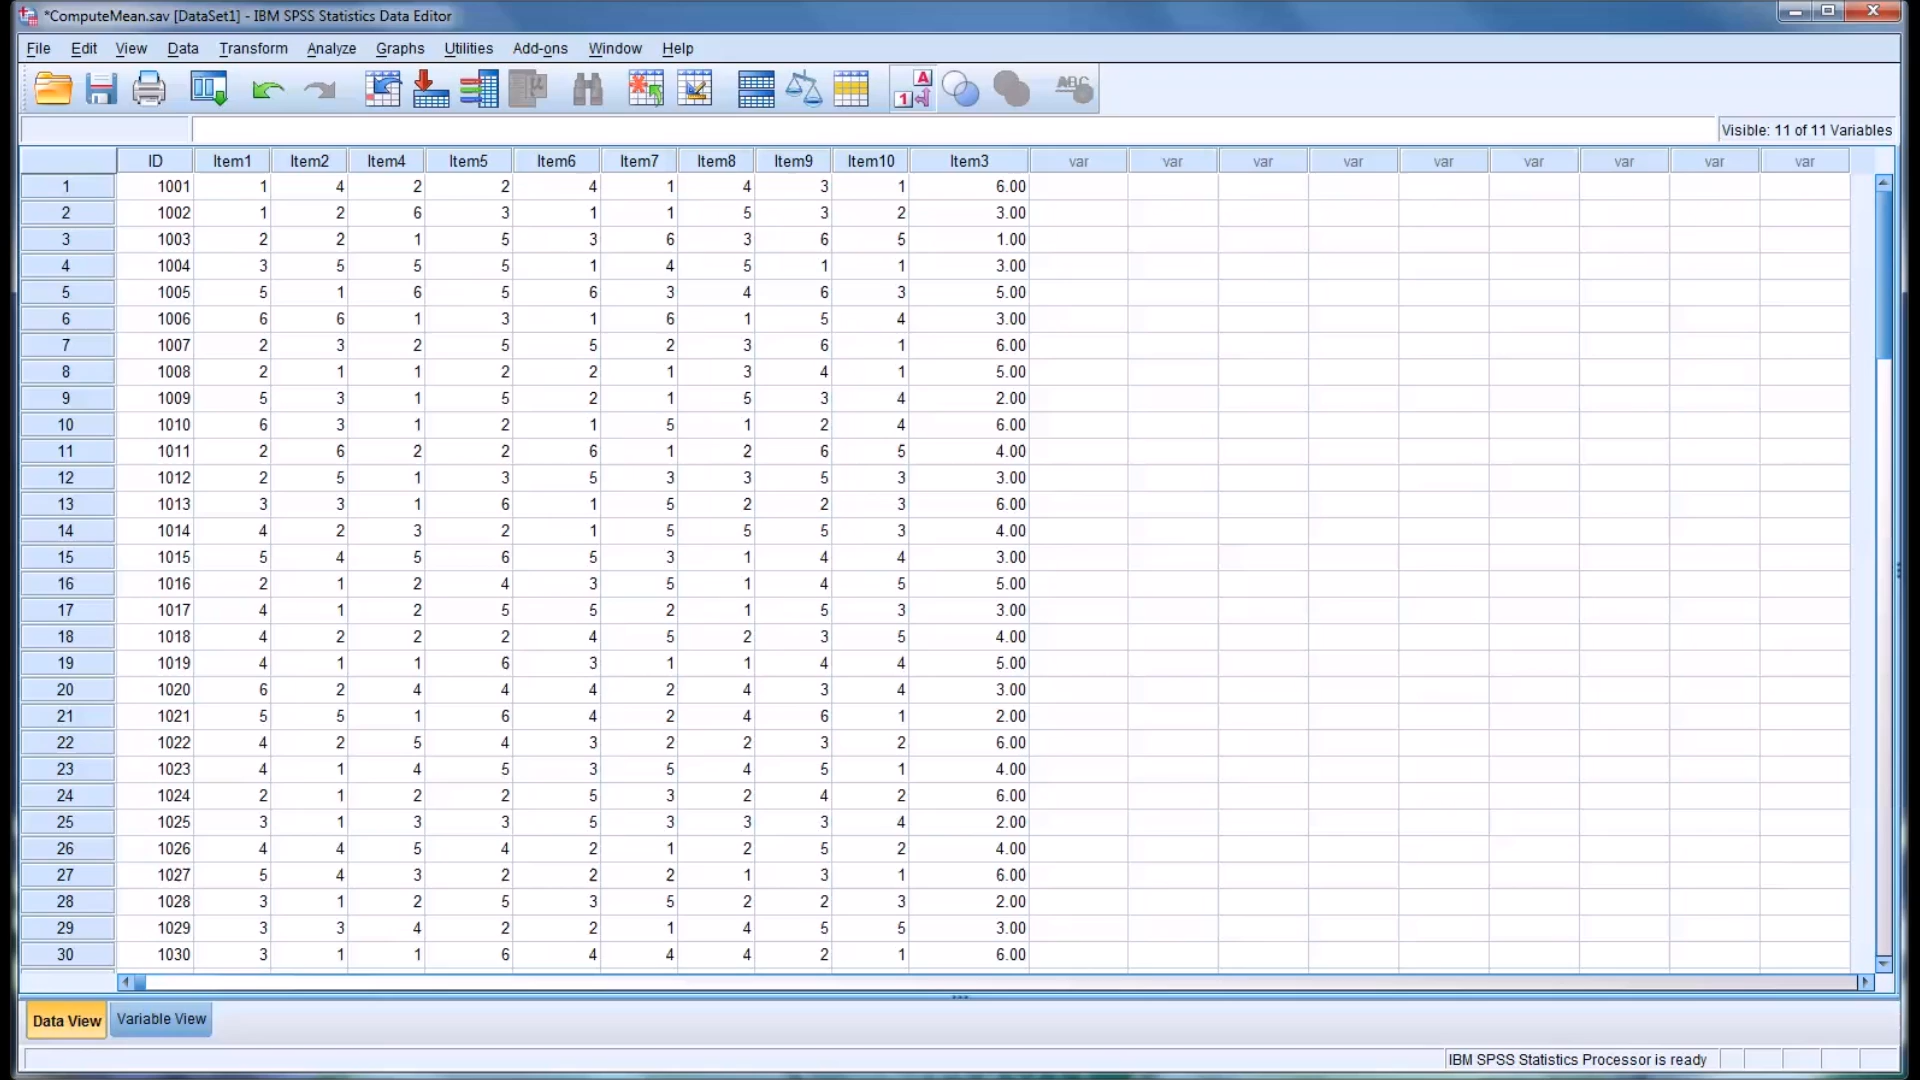 *ComputeMean.sav [DataSet1] - IBM SPSS Statistics Data Editor
File Edit View Data Transform Analyze Graphs Utilities Add-ons Window Help
A 1 ABC
Visible: 11 of 11 Variables
ID Item1 Item2 Item4 Item5 Item6 Item7 Item8 Item9 Item10 Item3 var var var var var var var var var
1 1001 1 4 2 2 4 1 4 3 1 6.00
2 1002 1 2 6 3 1 1 5 3 2 3.00
3 1003 2 2 1 5 3 6 3 6 5 1.00
4 1004 3 5 5 5 1 4 5 1 1 3.00
5 1005 5 1 6 5 6 3 4 6 3 5.00
6 1006 6 6 1 3 1 6 1 5 4 3.00
7 1007 2 3 2 5 5 2 3 6 1 6.00
8 1008 2 1 1 2 2 1 3 4 1 5.00
9 1009 5 3 1 5 2 1 5 3 4 2.00
10 1010 6 3 1 2 1 5 1 2 4 6.00
11 1011 2 6 2 2 6 1 2 6 5 4.00
12 1012 2 5 1 3 5 3 3 5 3 3.00
13 1013 3 3 1 6 1 5 2 2 3 6.00
14 1014 4 2 3 2 1 5 5 5 3 4.00
15 1015 5 4 5 6 5 3 1 4 4 3.00
16 1016 2 1 2 4 3 5 1 4 5 5.00
17 1017 4 1 2 5 5 2 1 5 3 3.00
18 1018 4 2 2 2 4 5 2 3 5 4.00
19 1019 4 1 1 6 3 1 1 4 4 5.00
20 1020 6 2 4 4 4 2 4 3 4 3.00
21 1021 5 5 1 6 4 2 4 6 1 2.00
22 1022 4 2 5 4 3 2 2 3 2 6.00
23 1023 4 1 4 5 3 5 4 5 1 4.00
24 1024 2 1 2 2 5 3 2 4 2 6.00
25 1025 3 1 3 3 5 3 3 3 4 2.00
26 1026 4 4 5 4 2 1 2 5 2 4.00
27 1027 5 4 3 2 2 2 1 3 1 6.00
28 1028 3 1 2 5 3 5 2 2 3 2.00
29 1029 3 3 4 2 2 1 4 5 5 3.00
30 1030 3 1 1 6 4 4 4 2 1 6.00
Data View Variable View
IBM SPSS Statistics Processor is ready